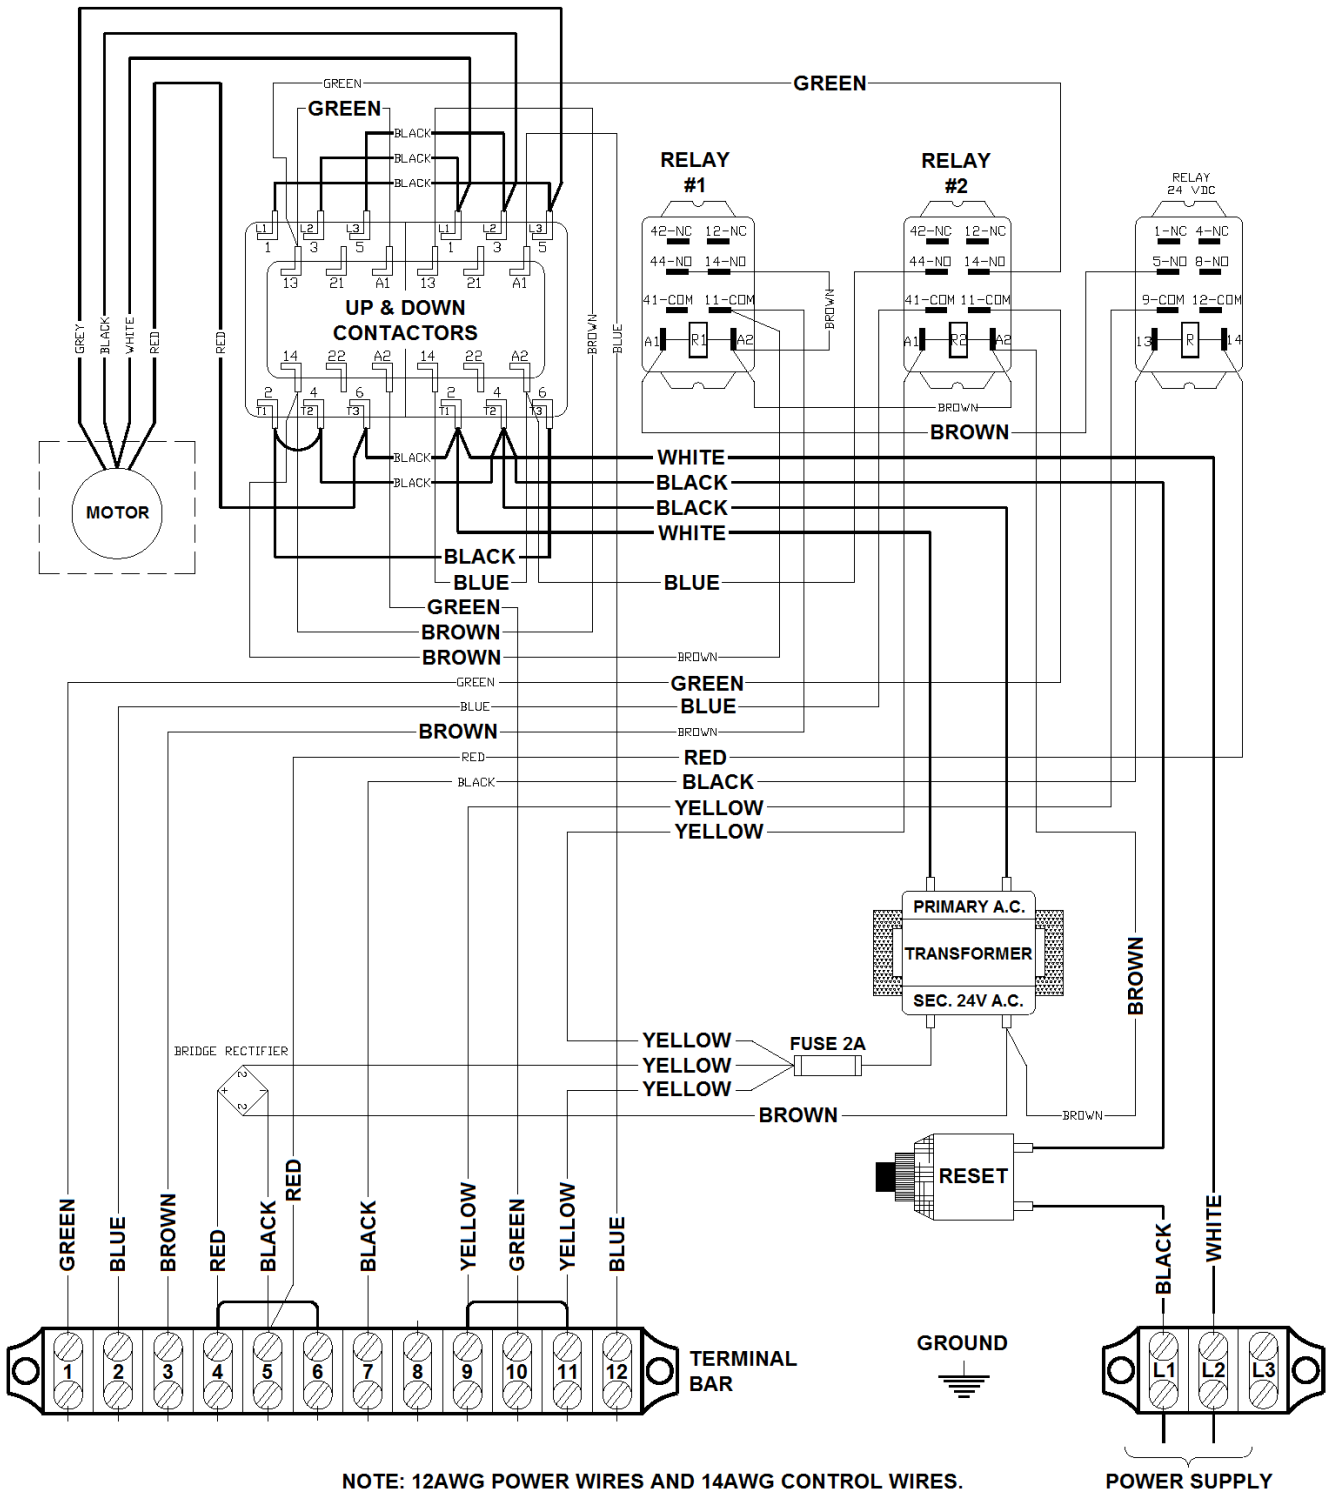 GREEN
GREEN
GREEN
BLACK
BLACK
BLACK
RELAY
#1
RELAY
#2
RELAY
24 VDC
L1 L2 L3 L1 L2 L3
1 3 5 1 3 5
13 21 A1 13 21 A1
UP & DOWN
CONTACTORS
14 22 A2 14 22 A2
2 4 6 2 4 6
T1 T2 T3 T1 T2 T3
42-NC 12-NC
44-NO 14-NO
41-COM 11-COM
A1 R1 A2
42-NC 12-NC
44-NO 14-NO
41-COM 11-COM
A1 R2 A2
1-NC 4-NC
5-NO 8-NO
9-COM 12-COM
13 R 14
GREY
BLACK
WHITE
RED
RED
BROWN
BLUE
BROWN
BROWN
BROWN
MOTOR
BLACK
WHITE
BLACK
BLACK
BLACK
WHITE
BLACK
BLUE
BLUE
GREEN
BROWN
BROWN
BROWN
GREEN
GREEN
BLUE
BLUE
BROWN
BROWN
RED
RED
BLACK
BLACK
YELLOW
YELLOW
PRIMARY A.C.
TRANSFORMER
SEC. 24V A.C.
BROWN
BRIDGE RECTIFIER
2
+ -
2
YELLOW
YELLOW
YELLOW
FUSE 2A
BROWN
BROWN
RESET
GREEN
BLUE
BROWN
RED
BLACK
RED
BLACK
YELLOW
GREEN
YELLOW
BLUE
BLACK
WHITE
1 2 3 4 5 6 7 8 9 10 11 12
TERMINAL
BAR
GROUND
L1 L2 L3
NOTE: 12AWG POWER WIRES AND 14AWG CONTROL WIRES.
POWER SUPPLY